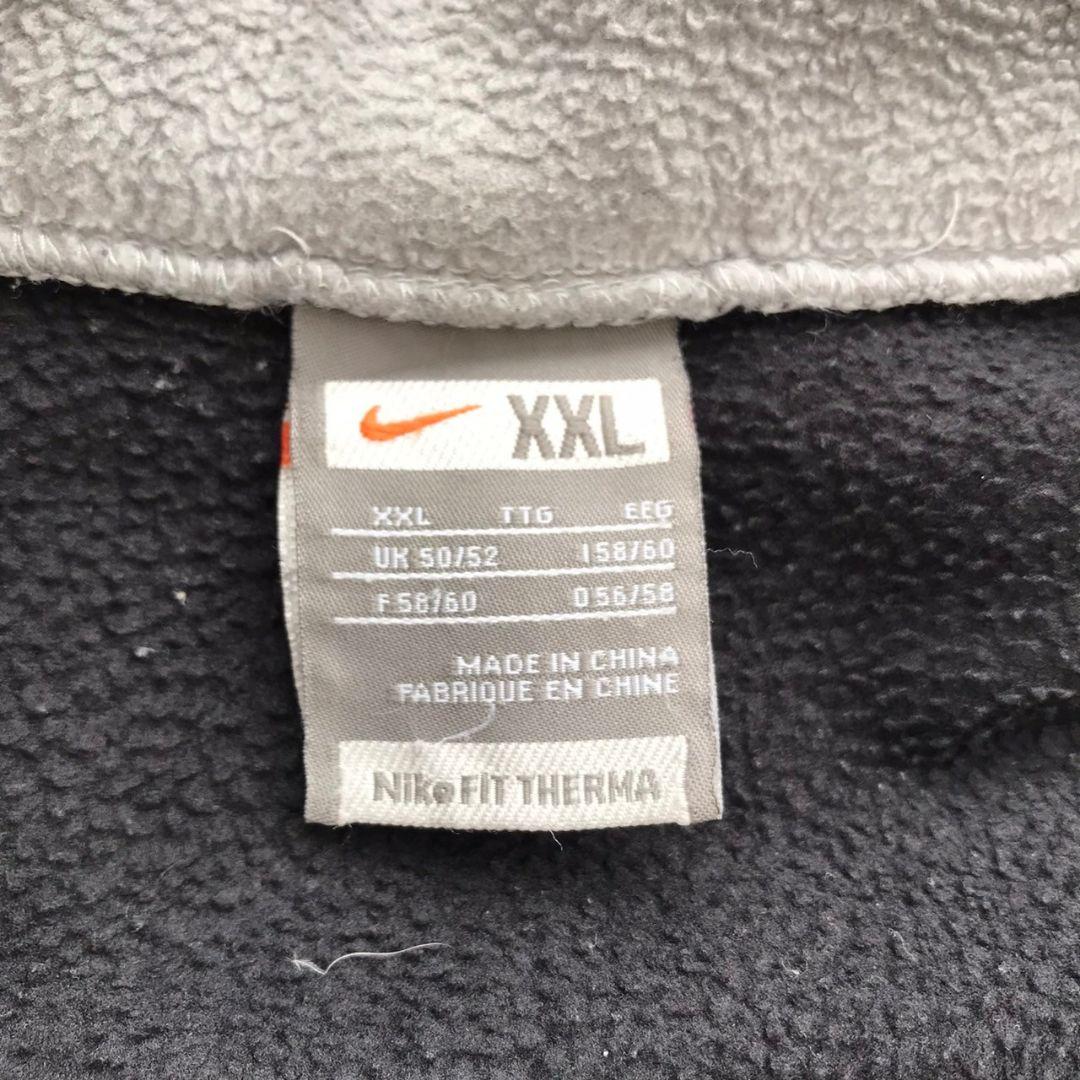 XXL
XXL TTG EEG
UK 50/52 I 58/60
F 58/60 D 56/58
MADE IN CHINA
FABRIQUE EN CHINE
Nike FIT THERMA